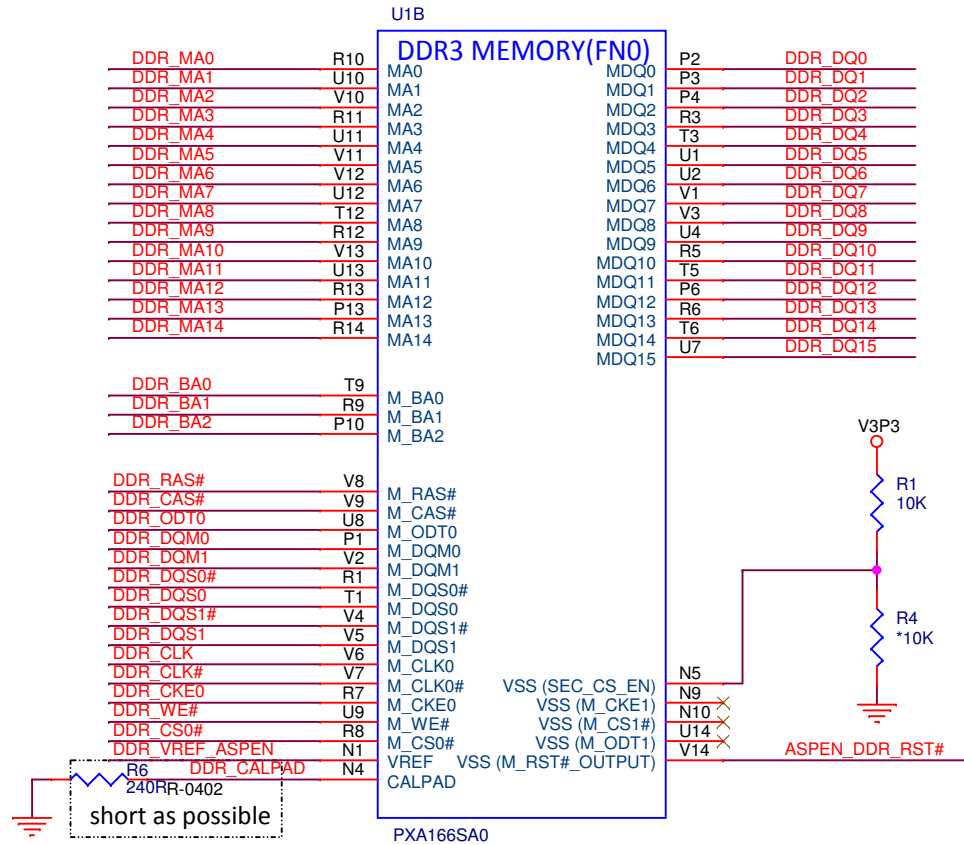 U1B
DDR3 MEMORY(FN0)
DDR_MA0 R10 MA0 MDQ0 P2 DDR_DQ0
DDR_MA1 U10 MA1 MDQ1 P3 DDR_DQ1
DDR_MA2 V10 MA2 MDQ2 P4 DDR_DQ2
DDR_MA3 R11 MA3 MDQ3 R3 DDR_DQ3
DDR_MA4 U11 MA4 MDQ4 T3 DDR_DQ4
DDR_MA5 V11 MA5 MDQ5 U1 DDR_DQ5
DDR_MA6 V12 MA6 MDQ6 U2 DDR_DQ6
DDR_MA7 U12 MA7 MDQ7 V1 DDR_DQ7
DDR_MA8 T12 MA8 MDQ8 V3 DDR_DQ8
DDR_MA9 R12 MA9 MDQ9 U4 DDR_DQ9
DDR_MA10 V13 MA10 MDQ10 R5 DDR_DQ10
DDR_MA11 U13 MA11 MDQ11 T5 DDR_DQ11
DDR_MA12 R13 MA12 MDQ12 P6 DDR_DQ12
DDR_MA13 P13 MA13 MDQ13 R6 DDR_DQ13
DDR_MA14 R14 MA14 MDQ14 T6 DDR_DQ14
MDQ15 U7 DDR_DQ15
DDR_BA0 T9 M_BA0
DDR_BA1 R9 M_BA1
DDR_BA2 P10 M_BA2
V3P3
R1
10K
R4
*10K
DDR_RAS# V8 M_RAS#
DDR_CAS# V9 M_CAS#
DDR_ODT0 U8 M_ODT0
DDR_DQM0 P1 M_DQM0
DDR_DQM1 V2 M_DQM1
DDR_DQS0# R1 M_DQS0#
DDR_DQS0 T1 M_DQS0
DDR_DQS1# V4 M_DQS1#
DDR_DQS1 V5 M_DQS1
DDR_CLK V6 M_CLK0
DDR_CLK# V7 M_CLK0# VSS (SEC_CS_EN) N5
DDR_CKE0 R7 M_CKE0 VSS (M_CKE1) N9
DDR_WE# U9 M_WE# VSS (M_CS1#) N10
DDR_CS0# R8 M_CS0# VSS (M_ODT1) U14
DDR_VREF_ASPEN N1 VREF VSS (M_RST#_OUTPUT) V14 ASPEN_DDR_RST#
R6 DDR_CALPAD N4 CALPAD
240R R-0402
short as possible
PXA166SA0